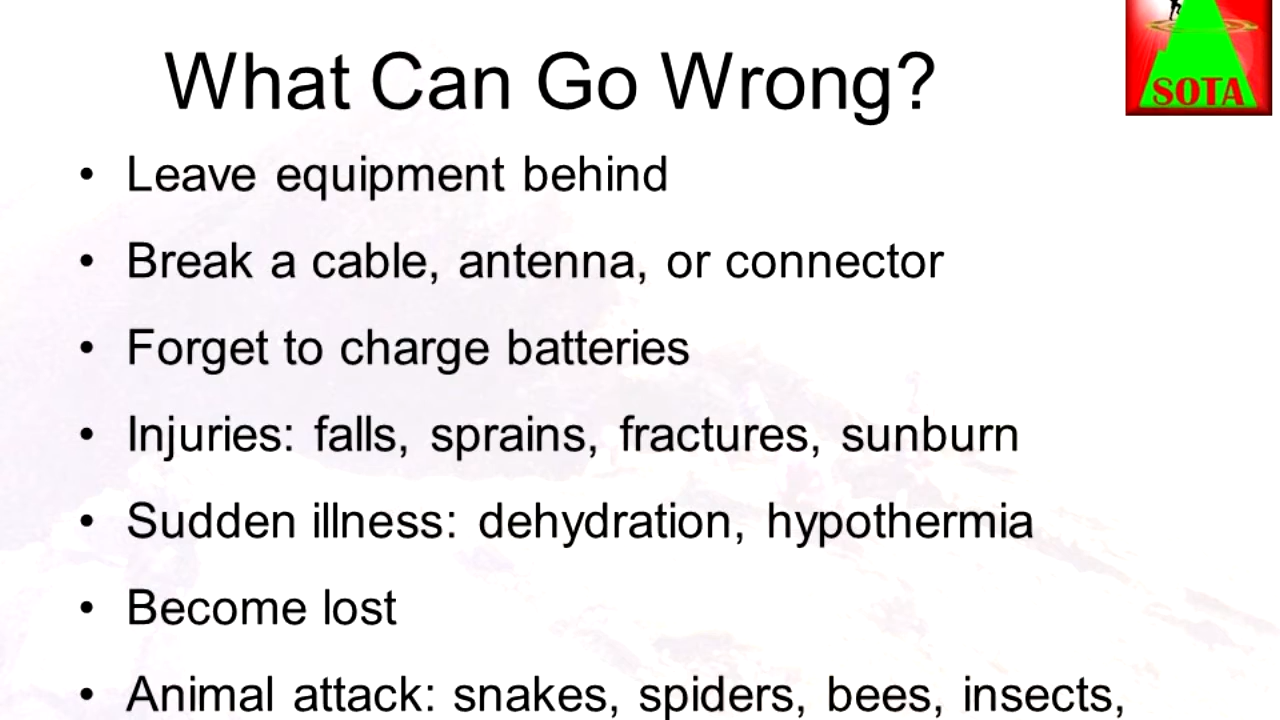 What Can Go Wrong?
SOTA
• Leave equipment behind
• Break a cable, antenna, or connector
• Forget to charge batteries
• Injuries: falls, sprains, fractures, sunburn
• Sudden illness: dehydration, hypothermia
• Become lost
• Animal attack: snakes, spiders, bees, insects,